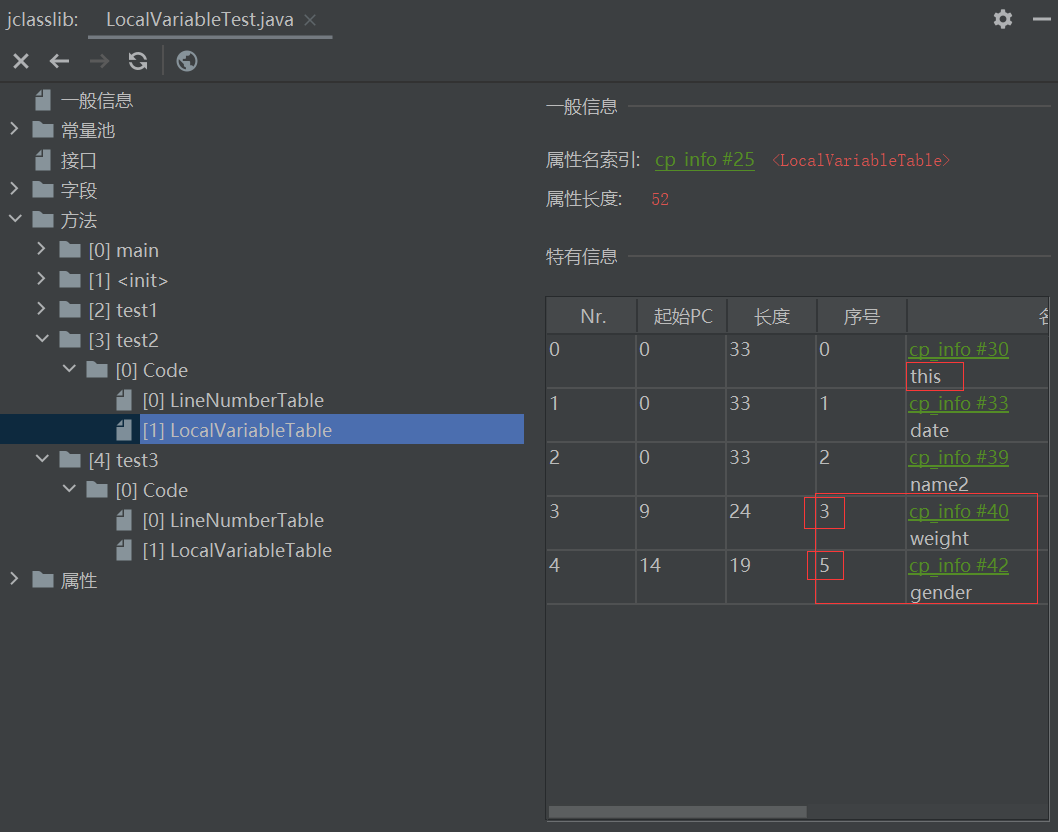 jclasslib: LocalVariableTest.java
一般信息
常量池
接口
字段
方法
[0] main
[1] <init>
[2] test1
[3] test2
[0] Code
[0] LineNumberTable
[1] LocalVariableTable
[4] test3
[0] Code
[0] LineNumberTable
[1] LocalVariableTable
属性
一般信息
属性名索引: cp_info #25 <LocalVariableTable>
属性长度: 52
特有信息
Nr. 起始PC 长度 序号
0 0 33 0 cp_info #30
this
1 0 33 1 cp_info #33
date
2 0 33 2 cp_info #39
name2
3 9 24 3 cp_info #40
weight
4 14 19 5 cp_info #42
gender